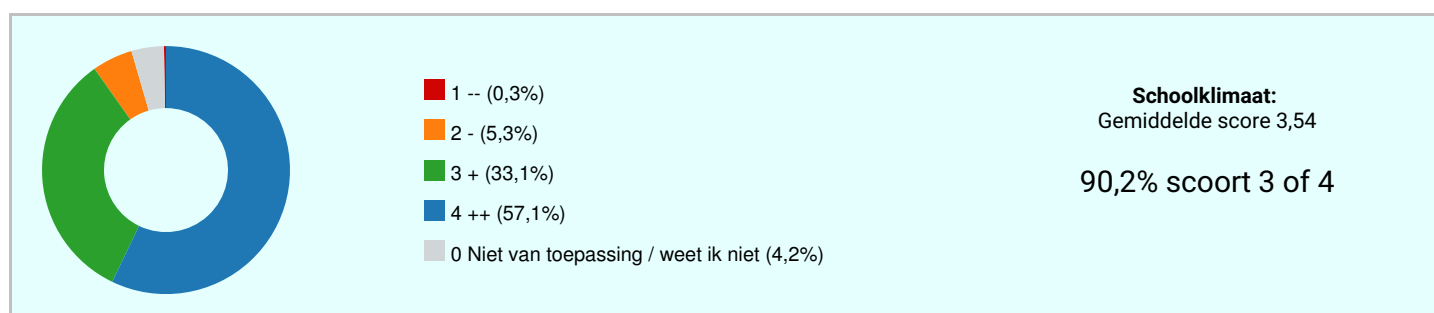 1 -- (0,3%)
2 - (5,3%)
3 + (33,1%)
4 ++ (57,1%)
0 Niet van toepassing / weet ik niet (4,2%)
Schoolklimaat:
Gemiddelde score 3,54
90,2% scoort 3 of 4